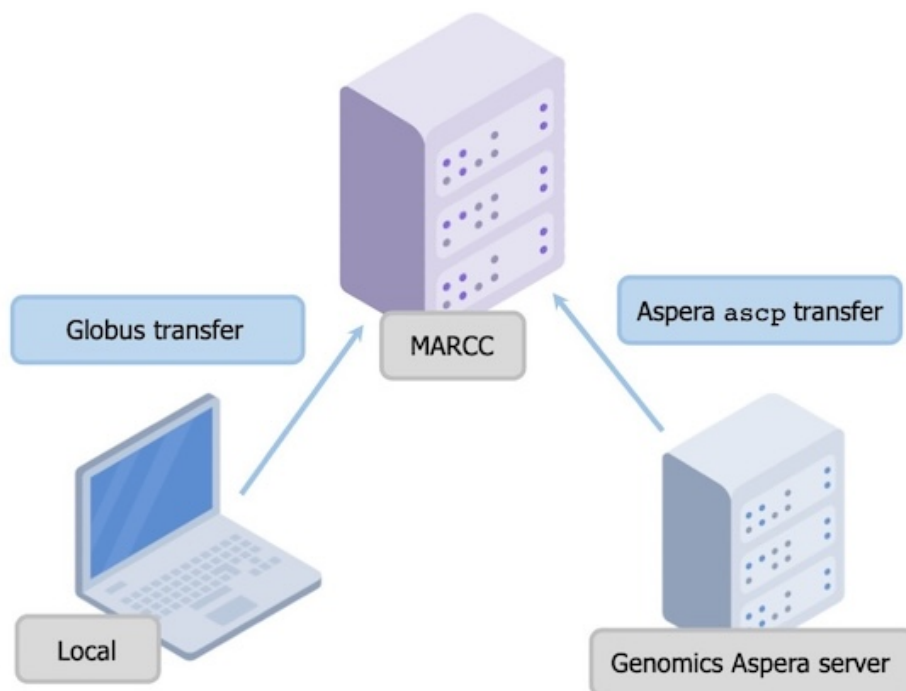 Globus transfer
Aspera ascp transfer
MARCC
Local
Genomics Aspera server